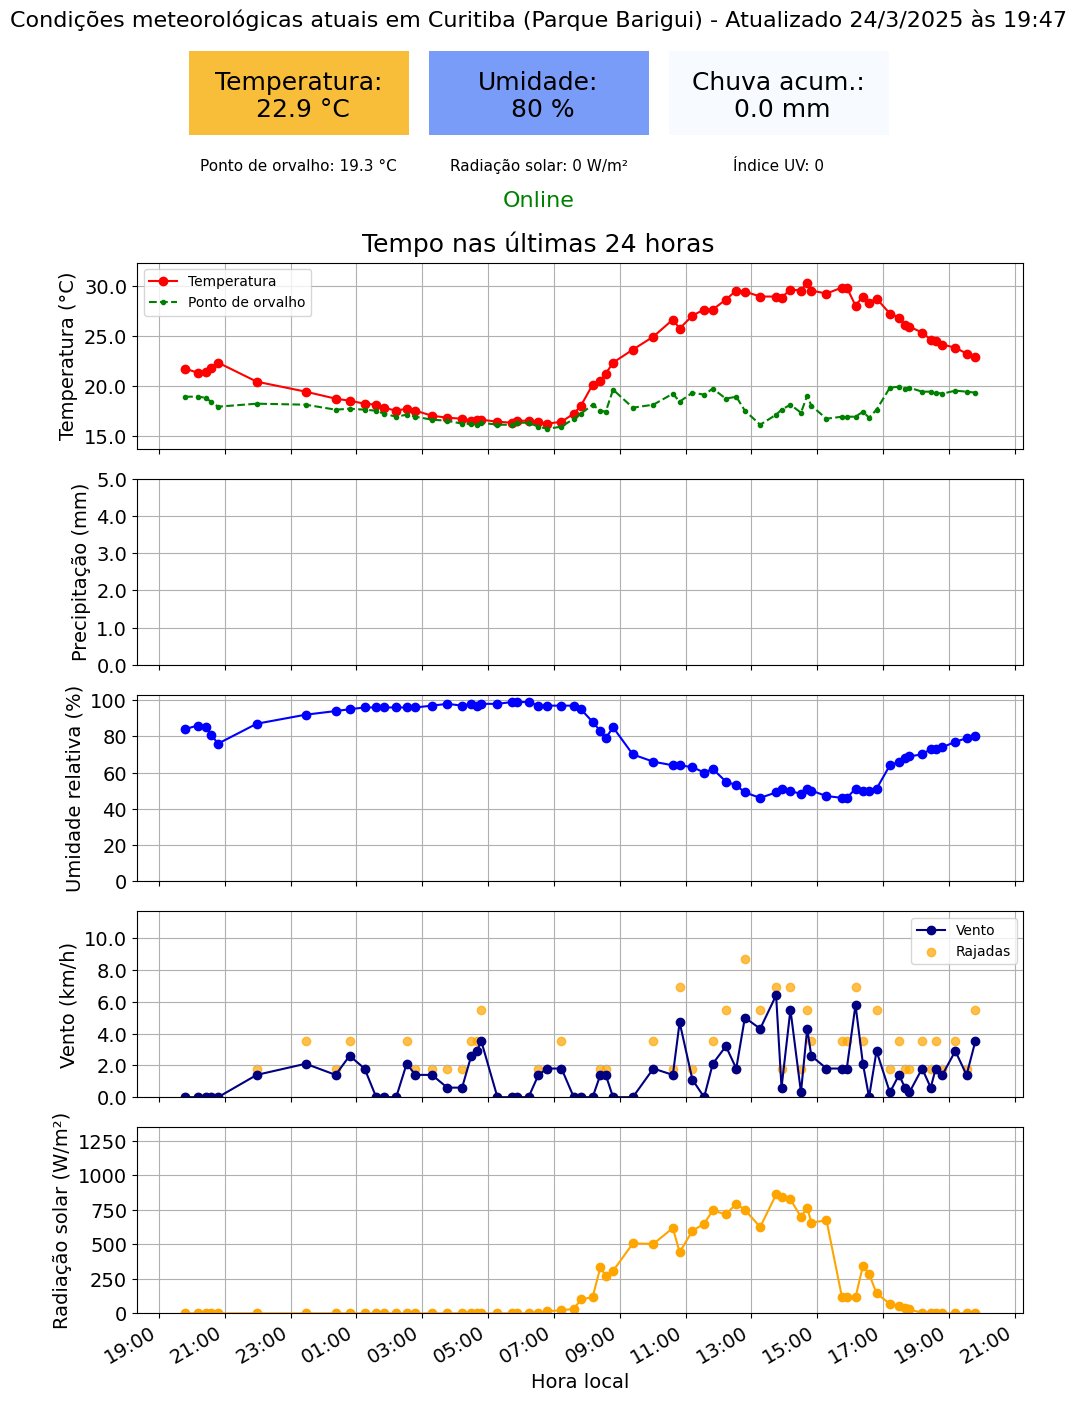 Condições meteorológicas atuais em Curitiba (Parque Barigui) - Atualizado 24/3/2025 às 19:47
Temperatura:
22.9 °C
Umidade:
80 %
Chuva acum.:
0.0 mm
Ponto de orvalho: 19.3 °C
Radiação solar: 0 W/m²
Índice UV: 0
Online
Tempo nas últimas 24 horas
Temperatura (°C)
30.0
25.0
20.0
15.0
Temperatura
Ponto de orvalho
Precipitação (mm)
5.0
4.0
3.0
2.0
1.0
0.0
Umidade relativa (%)
100
80
60
40
20
0
Vento (km/h)
10.0
8.0
6.0
4.0
2.0
0.0
Vento
Rajadas
Radiação solar (W/m²)
1250
1000
750
500
250
0
19:00
21:00
23:00
01:00
03:00
05:00
07:00
09:00
11:00
13:00
15:00
17:00
19:00
21:00
Hora local